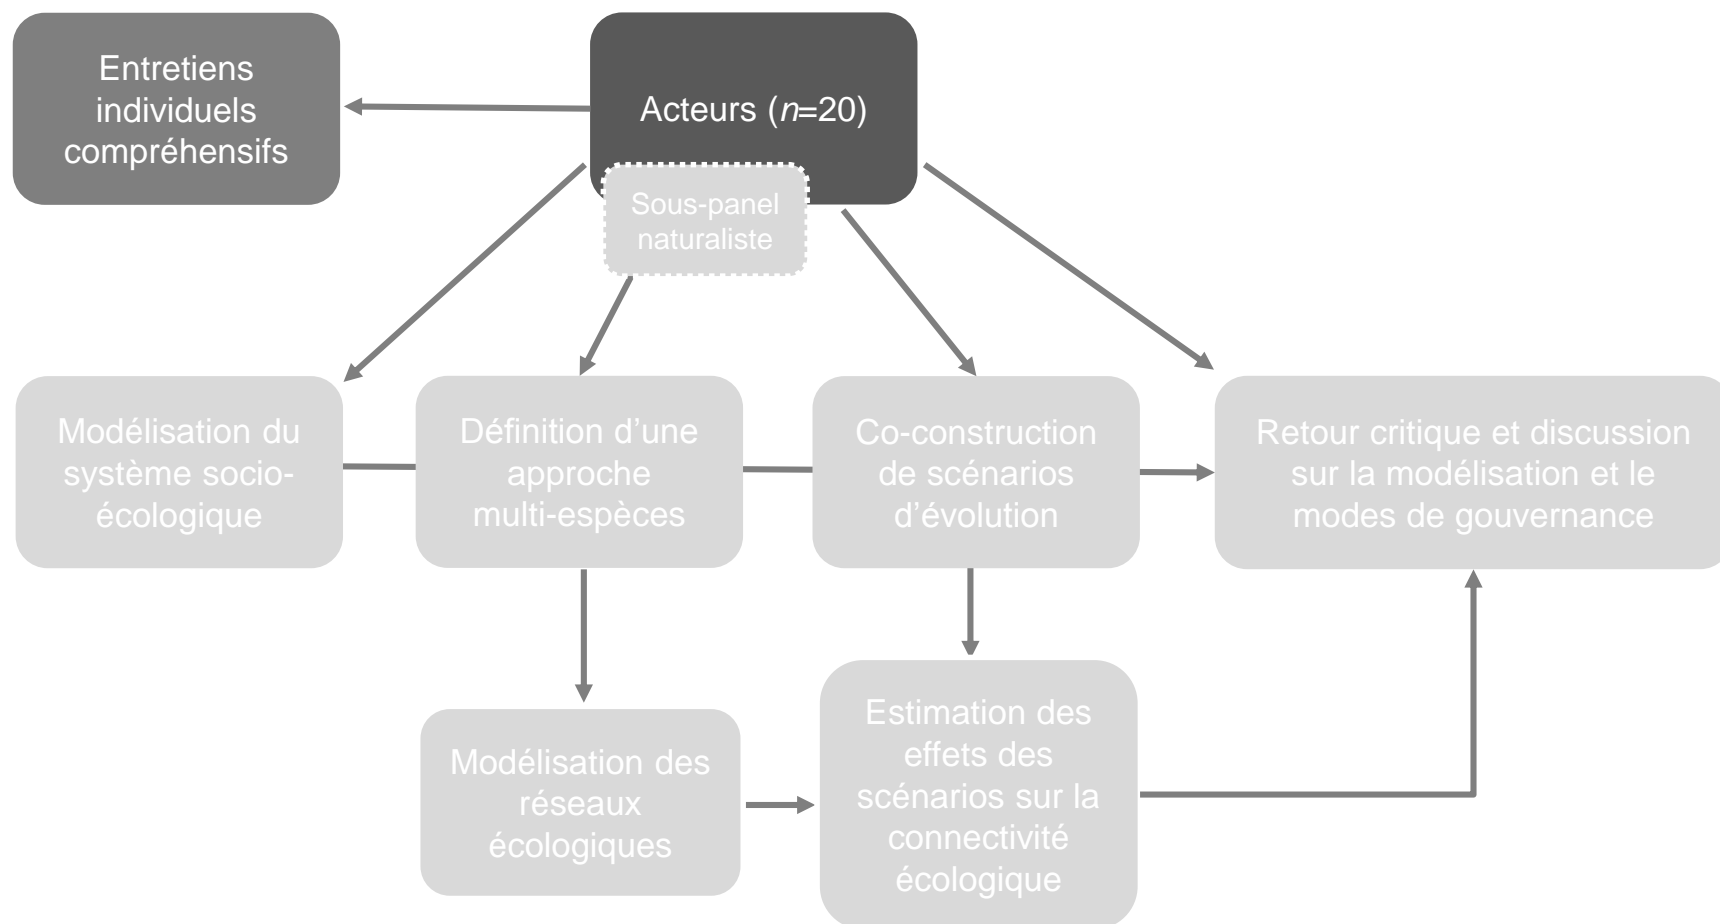 Entretiens
individuels
compréhensifs
Acteurs (n=20)
Sous-panel
naturaliste
Modélisation du
système socio-
écologique
Définition d’une
approche
multi-espèces
Co-construction
de scénarios
d’évolution
Retour critique et discussion
sur la modélisation et le
modes de gouvernance
Modélisation des
réseaux
écologiques
Estimation des
effets des
scénarios sur la
connectivité
écologique